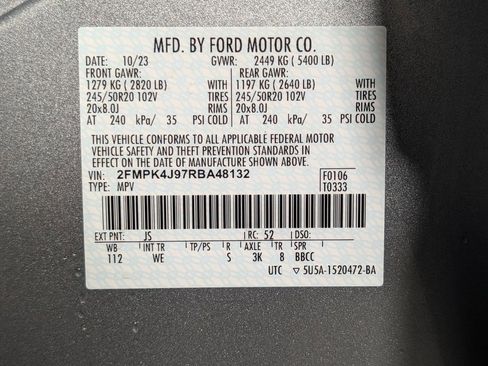 MFD. BY FORD MOTOR CO.
DATE: 10/23 GVWR: 2449 KG ( 5400 LB)
FRONT GAWR: REAR GAWR:
1279 KG ( 2820 LB) 1197 KG ( 2640 LB)
245/50R20 102V TIRES 245/50R20 102V TIRES
20x8.0J RIMS 20x8.0J RIMS
AT 240 kPa/ 35 PSI COLD AT 240 kPa/ 35 PSI COLD
THIS VEHICLE CONFORMS TO ALL APPLICABLE FEDERAL MOTOR
VEHICLE SAFETY AND THEFT PREVENTION STANDARDS IN
EFFECT ON THE DATE OF MANUFACTURE SHOWN ABOVE.
VIN: 2FMPK4J97RBA48132 F0106
TYPE: MPV T0333
EXT PNT: JS RC: 52 DSO:
WB INT TR TP/PS R AXLE TR SPR
112 WE S 3K 8 BBCC
UTC ▽ 5U5A-1520472-BA